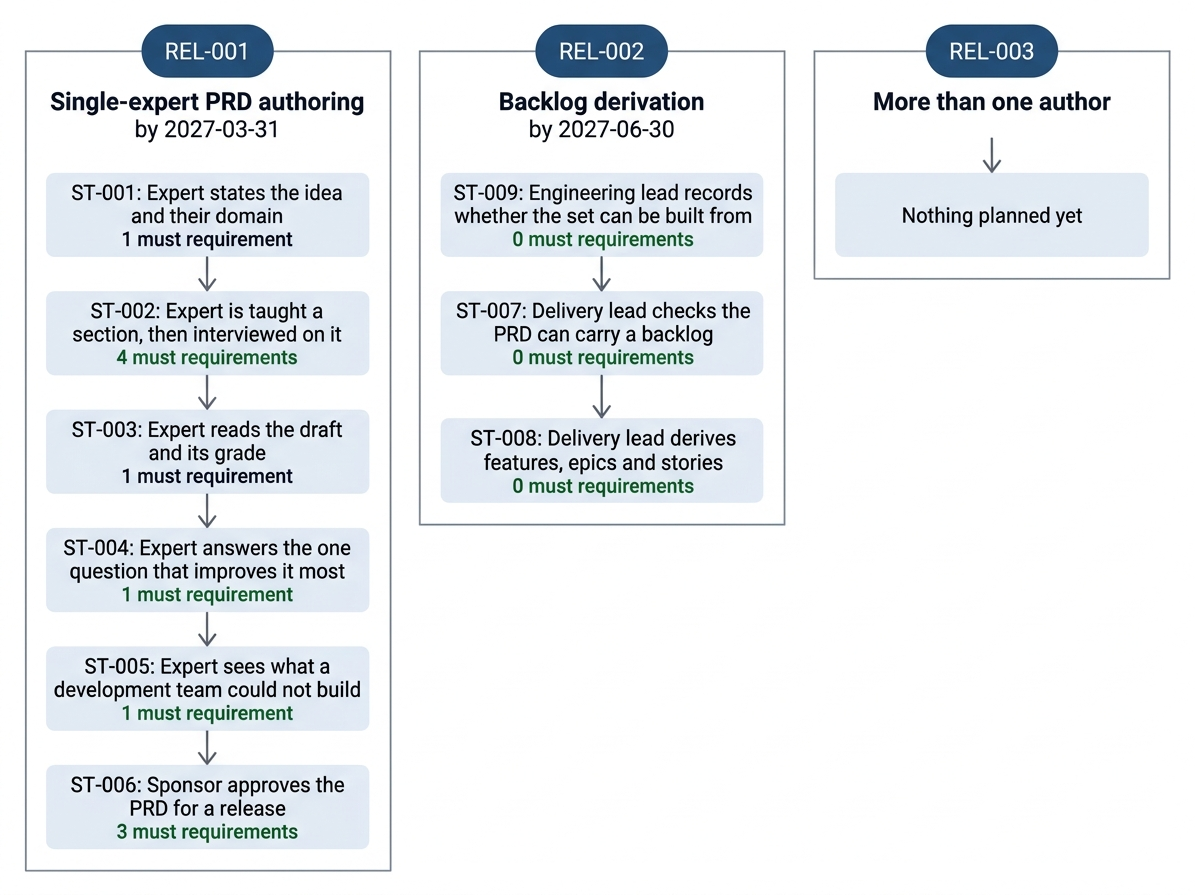 REL-001
Single-expert PRD authoring
by 2027-03-31
ST-001: Expert states the idea
and their domain
1 must requirement
ST-002: Expert is taught a
section, then interviewed on it
4 must requirements
ST-003: Expert reads the draft
and its grade
1 must requirement
ST-004: Expert answers the one
question that improves it most
1 must requirement
ST-005: Expert sees what a
development team could not build
1 must requirement
ST-006: Sponsor approves the
PRD for a release
3 must requirements
REL-002
Backlog derivation
by 2027-06-30
ST-009: Engineering lead records
whether the set can be built from
0 must requirements
ST-007: Delivery lead checks the
PRD can carry a backlog
0 must requirements
ST-008: Delivery lead derives
features, epics and stories
0 must requirements
REL-003
More than one author
Nothing planned yet